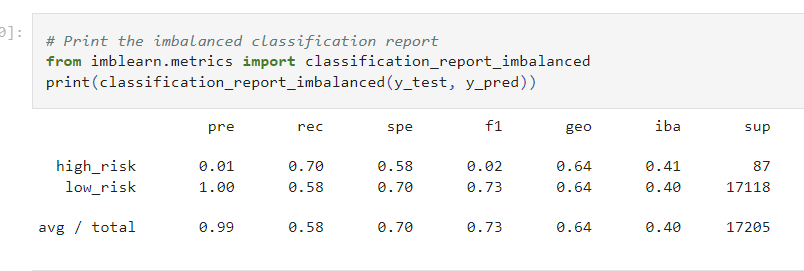 0]:
# Print the imbalanced classification report
from imblearn.metrics import classification_report_imbalanced
print(classification_report_imbalanced(y_test, y_pred))
pre rec spe f1 geo iba sup
high_risk 0.01 0.70 0.58 0.02 0.64 0.41 87
low_risk 1.00 0.58 0.70 0.73 0.64 0.40 17118
avg / total 0.99 0.58 0.70 0.73 0.64 0.40 17205